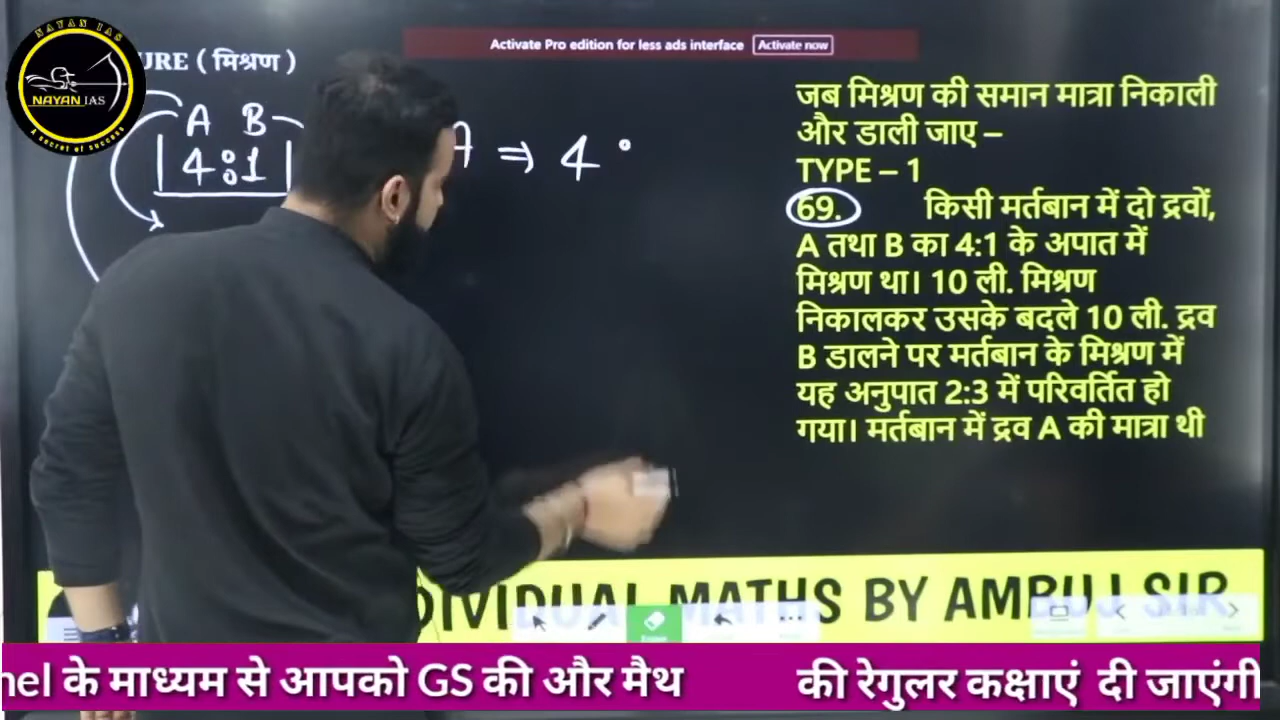 NAYAN IAS
NAYAN IAS
A secret of success
URE ( मिश्रण )
Activate Pro edition for less ads interface Activate now
A B
4:1
A ⇒ 4
जब मिश्रण की समान मात्रा निकाली
और डाली जाए –
TYPE – 1
69. किसी मर्तबान में दो द्रवों,
A तथा B का 4:1 के अपात में
मिश्रण था। 10 ली. मिश्रण
निकालकर उसके बदले 10 ली. द्रव
B डालने पर मर्तबान के मिश्रण में
यह अनुपात 2:3 में परिवर्तित हो
गया। मर्तबान में द्रव A की मात्रा थी
DIVIDUAL MATHS BY AMBUJ SIR
nel के माध्यम से आपको GS की और मैथ की रेगुलर कक्षाएं दी जाएंगी